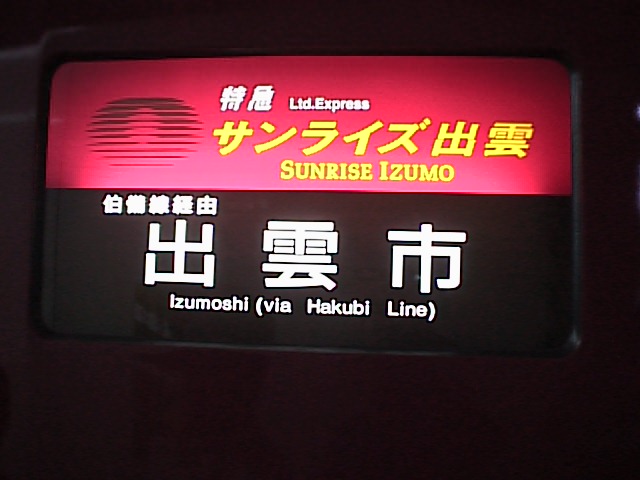 特急 Ltd.Express
サンライズ出雲
SUNRISE IZUMO
伯備線経由
出雲市
Izumoshi (via Hakubi Line)